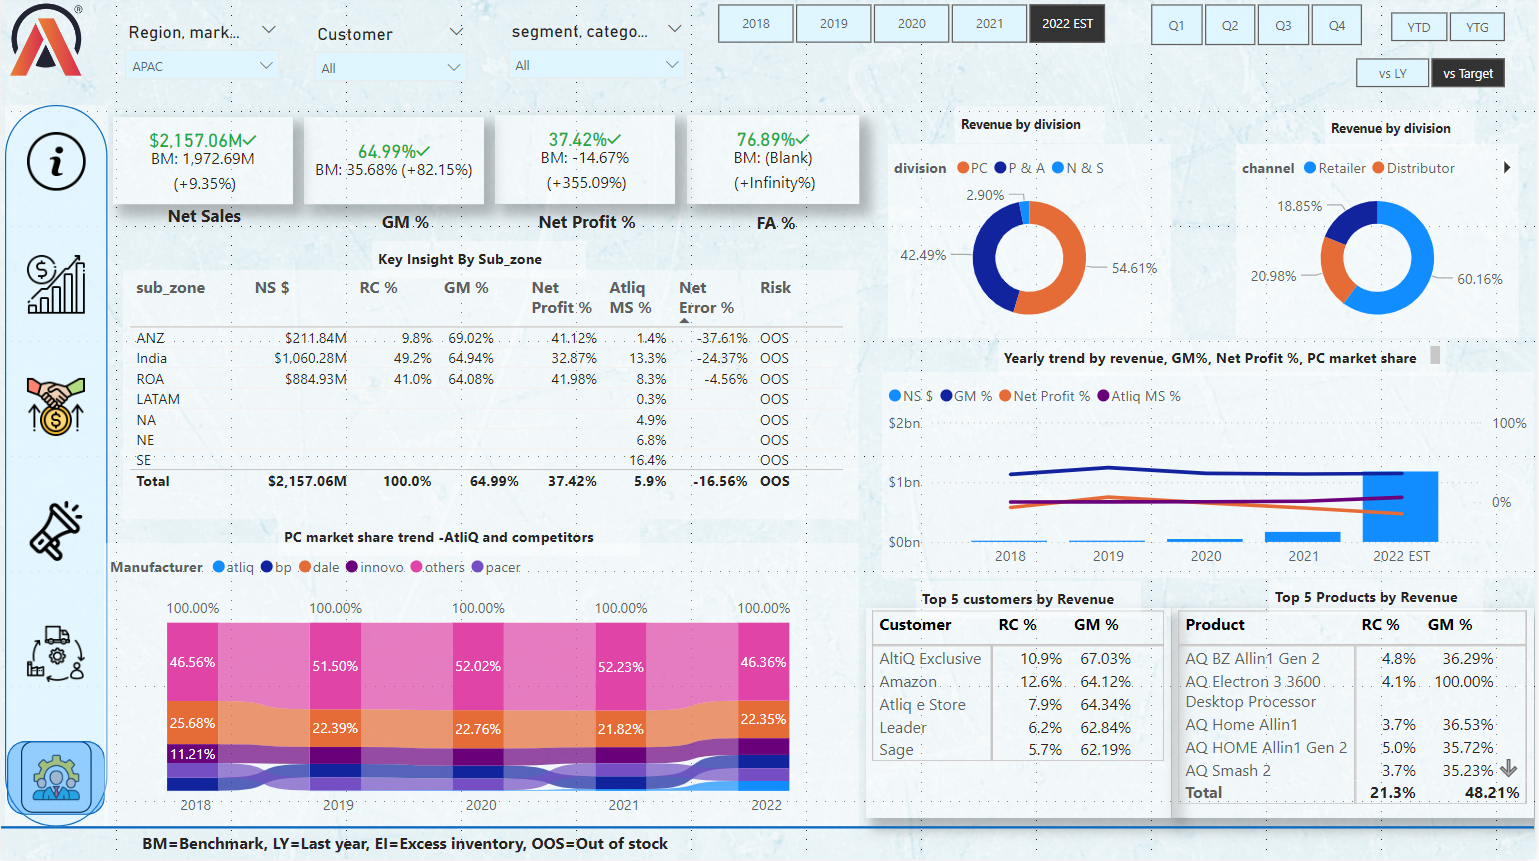 Region, mark...
Customer
segment, catego...
APAC
All
All
2018
2019
2020
2021
2022 EST
Q1
Q2
Q3
Q4
YTD
YTG
vs LY
vs Target
$2,157.06M
BM: 1,972.69M
(+9.35%)
Net Sales
64.99%
BM: 35.68% (+82.15%)
GM %
37.42%
BM: -14.67%
(+355.09%)
Net Profit %
76.89%
BM: (Blank)
(+Infinity%)
FA %
Revenue by division
division PC P & A N & S
2.90%
42.49%
54.61%
Revenue by division
channel Retailer Distributor
18.85%
20.98%
60.16%
Key Insight By Sub_zone
sub_zone NS $ RC % GM % Net Profit % Atliq MS % Net Error % Risk
ANZ $211.84M 9.8% 69.02% 41.12% 1.4% -37.61% OOS
India $1,060.28M 49.2% 64.94% 32.87% 13.3% -24.37% OOS
ROA $884.93M 41.0% 64.08% 41.98% 8.3% -4.56% OOS
LATAM 0.3% OOS
NA 4.9% OOS
NE 6.8% OOS
SE 16.4% OOS
Total $2,157.06M 100.0% 64.99% 37.42% 5.9% -16.56% OOS
Yearly trend by revenue, GM%, Net Profit %, PC market share
NS $ GM % Net Profit % Atliq MS %
$2bn 100%
$1bn 0%
$0bn
2018 2019 2020 2021 2022 EST
PC market share trend -AtliQ and competitors
Manufacturer atliq bp dale innovo others pacer
100.00% 100.00% 100.00% 100.00% 100.00%
46.56% 51.50% 52.02% 52.23% 46.36%
25.68% 22.39% 22.76% 21.82% 22.35%
11.21%
2018 2019 2020 2021 2022
Top 5 customers by Revenue
Customer RC % GM %
AltiQ Exclusive 10.9% 67.03%
Amazon 12.6% 64.12%
Atliq e Store 7.9% 64.34%
Leader 6.2% 62.84%
Sage 5.7% 62.19%
Top 5 Products by Revenue
Product RC % GM %
AQ BZ Allin1 Gen 2 4.8% 36.29%
AQ Electron 3 3600 4.1% 100.00%
Desktop Processor
AQ Home Allin1 3.7% 36.53%
AQ HOME Allin1 Gen 2 5.0% 35.72%
AQ Smash 2 3.7% 35.23%
Total 21.3% 48.21%
BM=Benchmark, LY=Last year, EI=Excess inventory, OOS=Out of stock